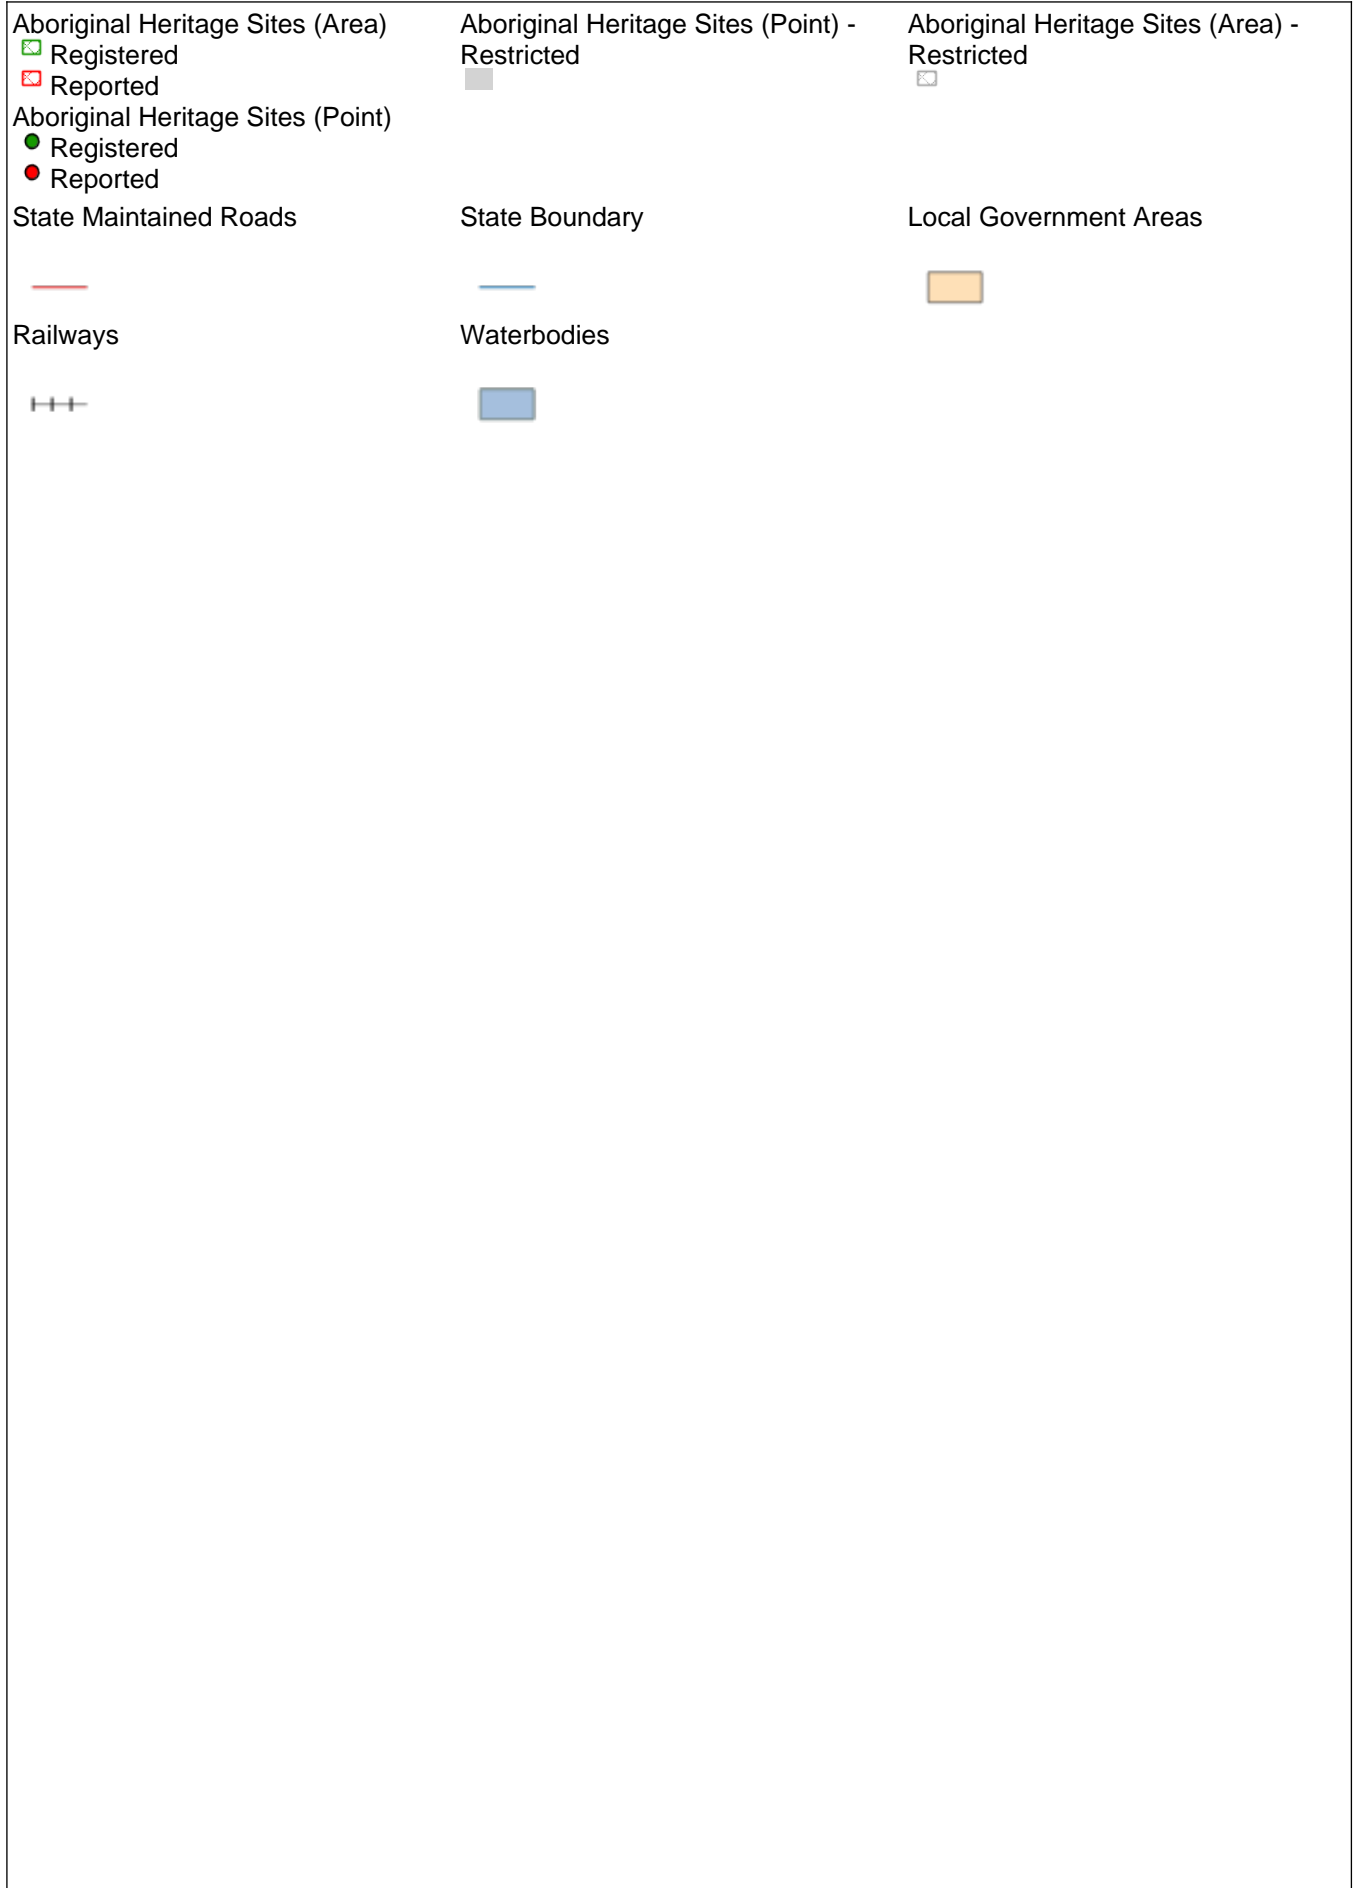 Aboriginal Heritage Sites (Area)
Registered
Reported
Aboriginal Heritage Sites (Point)
Registered
Reported
Aboriginal Heritage Sites (Point) -
Restricted
Aboriginal Heritage Sites (Area) -
Restricted
State Maintained Roads
State Boundary
Local Government Areas
Railways
Waterbodies